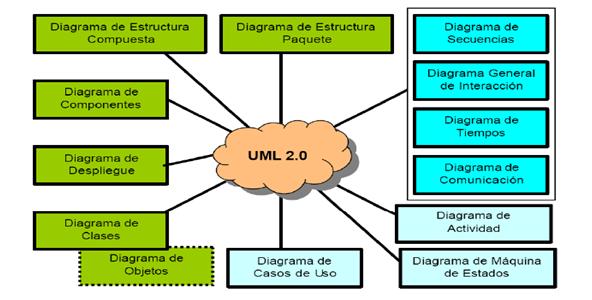 Diagrama de Estructura
Compuesta
Diagrama de Estructura
Paquete
Diagrama de
Secuencias
Diagrama General
de Interacción
Diagrama de
Componentes
Diagrama de
Tiempos
UML 2.0
Diagrama de
Despliegue
Diagrama de
Comunicación
Diagrama de
Clases
Diagrama de
Actividad
Diagrama de
Objetos
Diagrama de
Casos de Uso
Diagrama de Máquina
de Estados